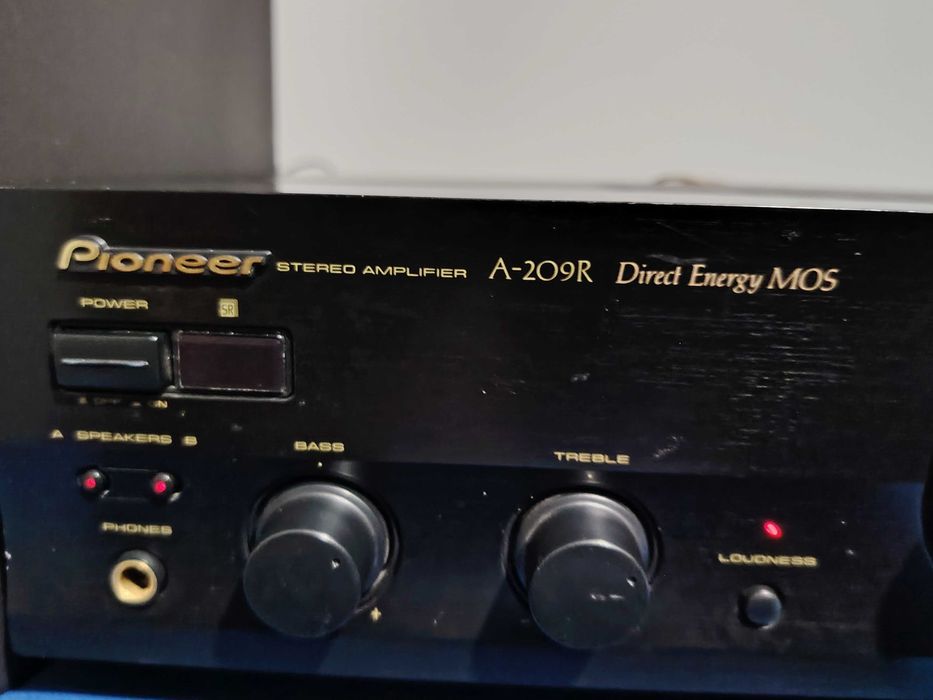 Pioneer STEREO AMPLIFIER A-209R Direct Energy MOS
POWER SR
A SPEAKERS B
BASS
TREBLE
PHONES
LOUDNESS